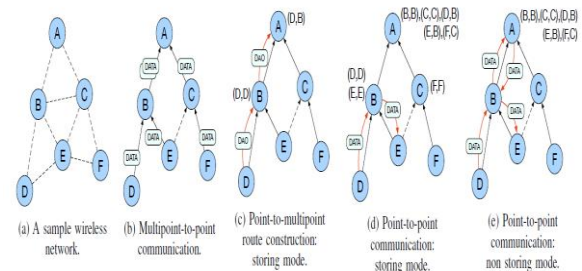 A
B
C
D
E
F
(a) A sample wireless
network.
A
DATA
DATA
B
C
DATA
DATA
DATA
E
F
D
(b) Multipoint-to-point
communication.
A
(D,B)
DAO
(D,D)
B
C
DAO
E
F
D
(c) Point-to-multipoint
route construction:
storing mode.
(B,B),(C,C),(D,B)
(E,B),(F,C)
A
(D,D)
(E,E)
B
C
(F,F)
DATA
DATA
E
F
D
(d) Point-to-point
communication:
storing mode.
(B,B),(C,C),(D,B)
(E,B),(F,C)
A
DATA
DATA
B
C
DATA
DATA
E
F
D
(e) Point-to-point
communication:
non storing mode.